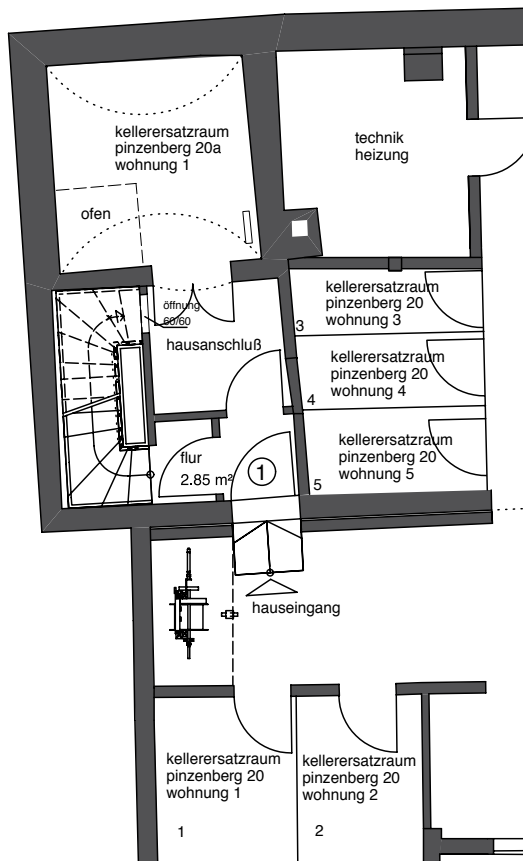 kellerersatzraum
pinzenberg 20a
wohnung 1
technik
heizung
ofen
öffnung
60/60
hausanschluß
kellerersatzraum
pinzenberg 20
wohnung 3
3
kellerersatzraum
pinzenberg 20
wohnung 4
4
kellerersatzraum
pinzenberg 20
wohnung 5
5
flur
2.85 m²
1
hauseingang
kellerersatzraum
pinzenberg 20
wohnung 1
1
kellerersatzraum
pinzenberg 20
wohnung 2
2